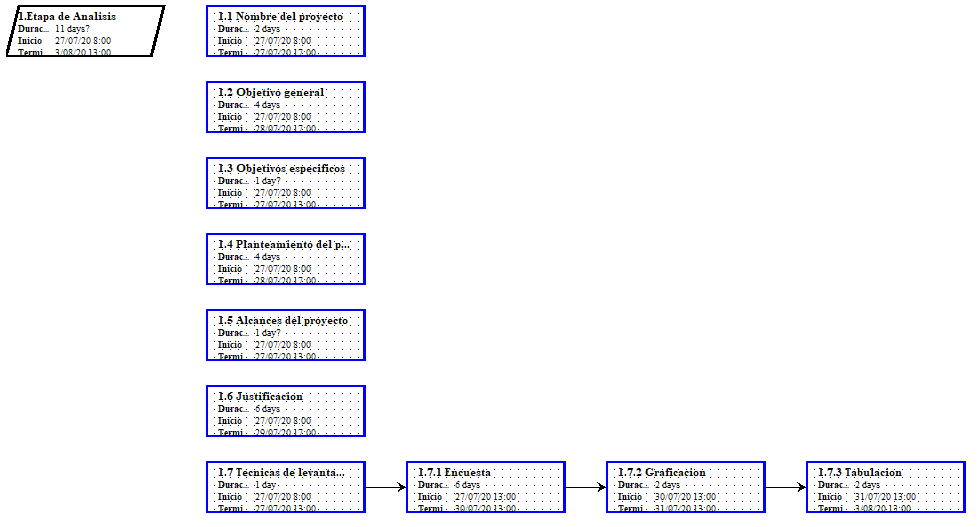 1.Etapa de Analisis
Durac... 11 days?
Inicio 27/07/20 8:00
Termi... 3/08/20 13:00
1.1 Nombre del proyecto
Durac... 2 days
Inicio 27/07/20 8:00
Termi... 27/07/20 17:00
1.2 Objetivo general
Durac... 4 days
Inicio 27/07/20 8:00
Termi... 28/07/20 17:00
1.3 Objetivos especificos
Durac... 1 day?
Inicio 27/07/20 8:00
Termi... 27/07/20 13:00
1.4 Planteamiento del p...
Durac... 4 days
Inicio 27/07/20 8:00
Termi... 28/07/20 17:00
1.5 Alcances del proyecto
Durac... 1 day?
Inicio 27/07/20 8:00
Termi... 27/07/20 13:00
1.6 Justificacion
Durac... 6 days
Inicio 27/07/20 8:00
Termi... 29/07/20 17:00
1.7 Tecnicas de levanta...
Durac... 1 day
Inicio 27/07/20 8:00
Termi... 27/07/20 13:00
1.7.1 Encuesta
Durac... 6 days
Inicio 27/07/20 13:00
Termi... 30/07/20 13:00
1.7.2 Graficacion
Durac... 2 days
Inicio 30/07/20 13:00
Termi... 31/07/20 13:00
1.7.3 Tabulacion
Durac... 2 days
Inicio 31/07/20 13:00
Termi... 3/08/20 13:00